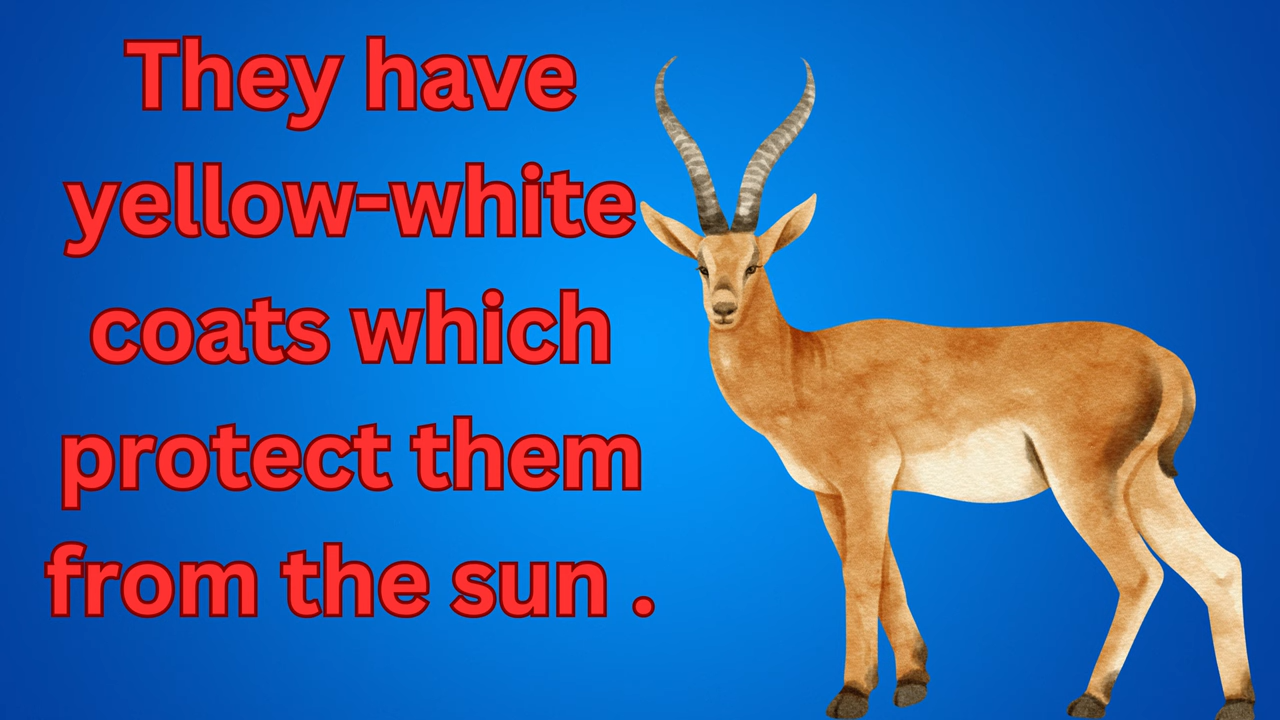 They have
yellow-white
coats which
protect them
from the sun .